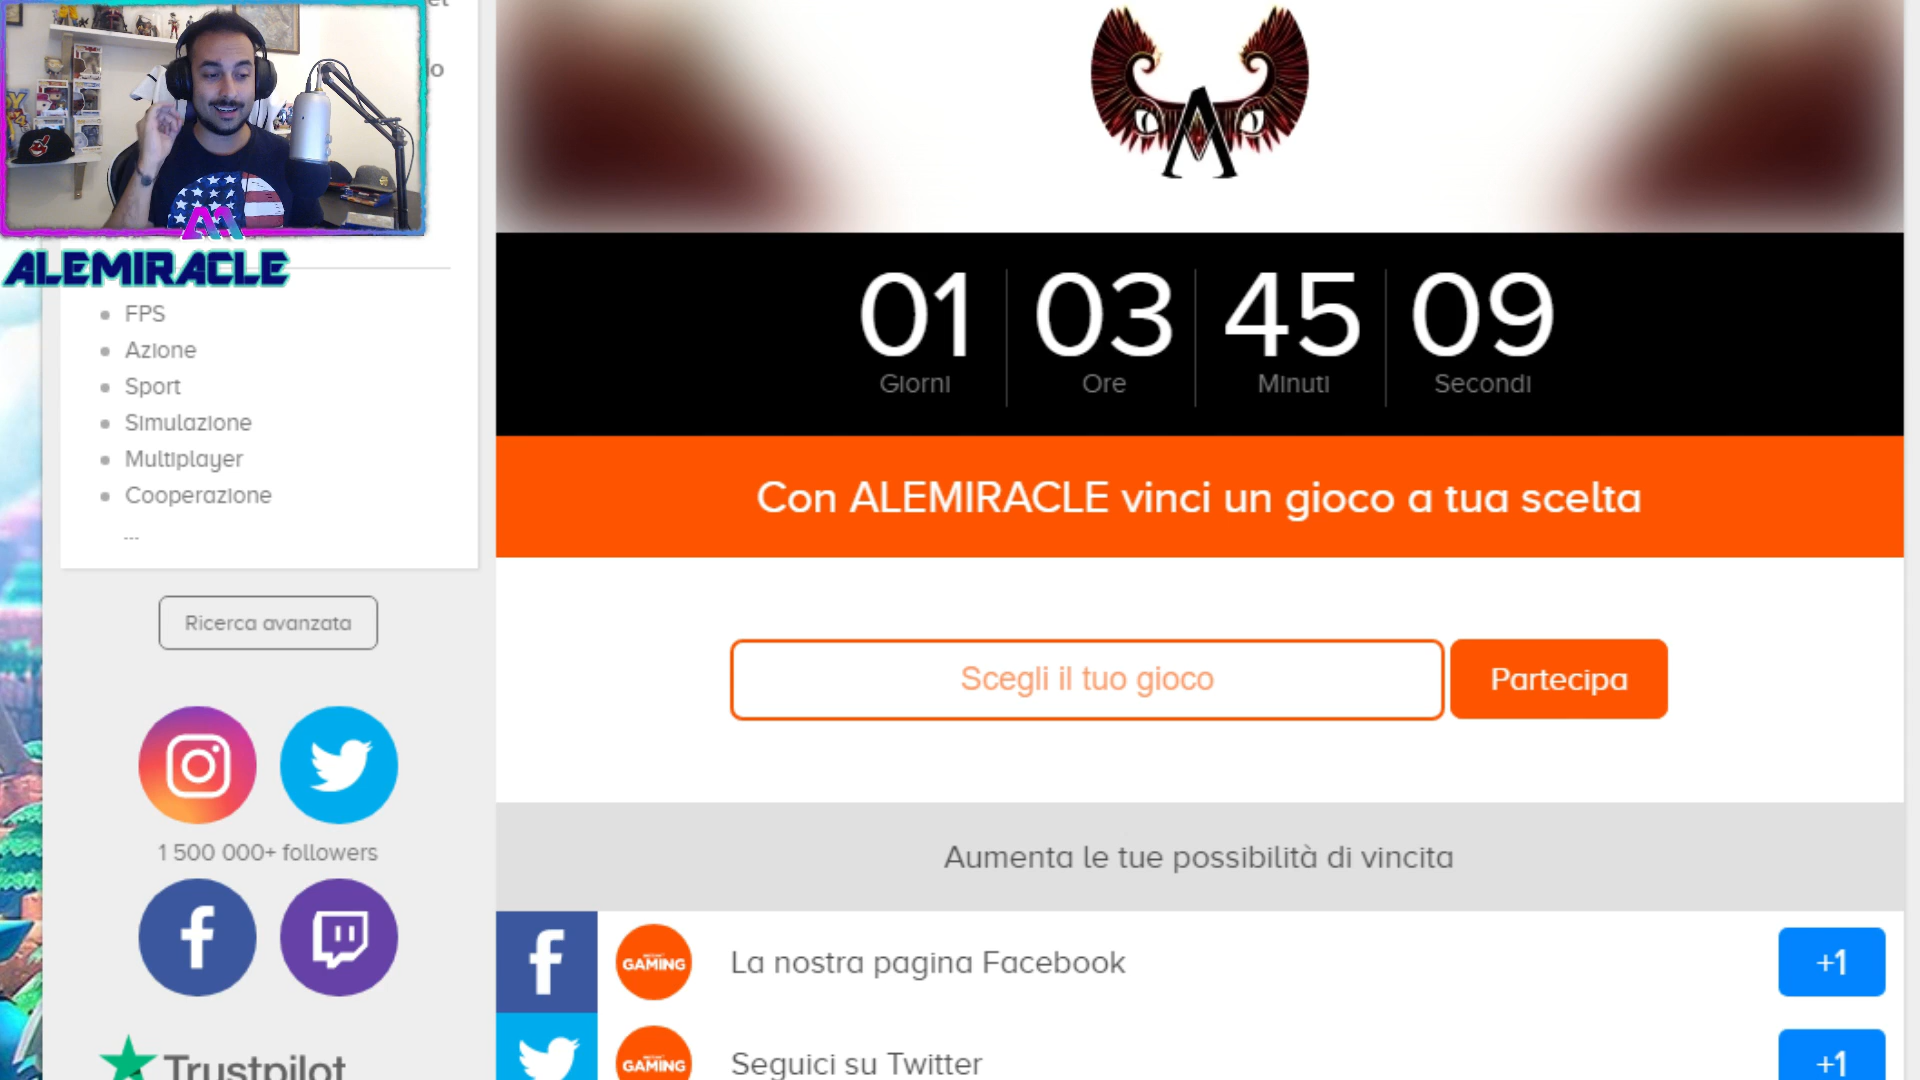 ALEMIRACLE
FPS
Azione
Sport
Simulazione
Multiplayer
Cooperazione
...
Ricerca avanzata
1 500 000+ followers
Trustpilot
01 03 45 09
Giorni Ore Minuti Secondi
Con ALEMIRACLE vinci un gioco a tua scelta
Scegli il tuo gioco
Partecipa
Aumenta le tue possibilità di vincita
GAMING
La nostra pagina Facebook
+1
GAMING
Seguici su Twitter
+1